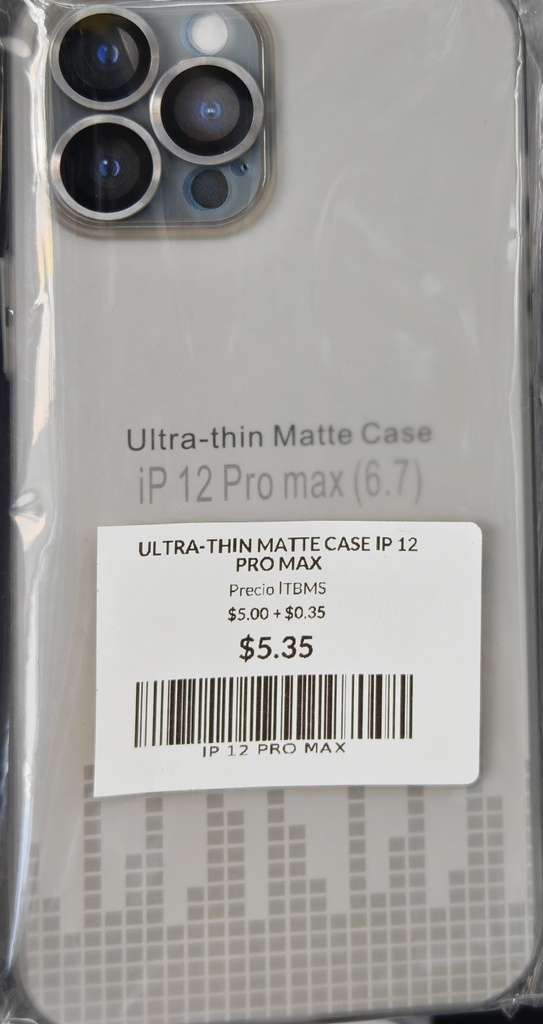 Ultra-thin Matte Case
iP 12 Pro max (6.7)
ULTRA-THIN MATTE CASE IP 12
PRO MAX
Precio ITBMS
$5.00 + $0.35
$5.35
IP 12 PRO MAX